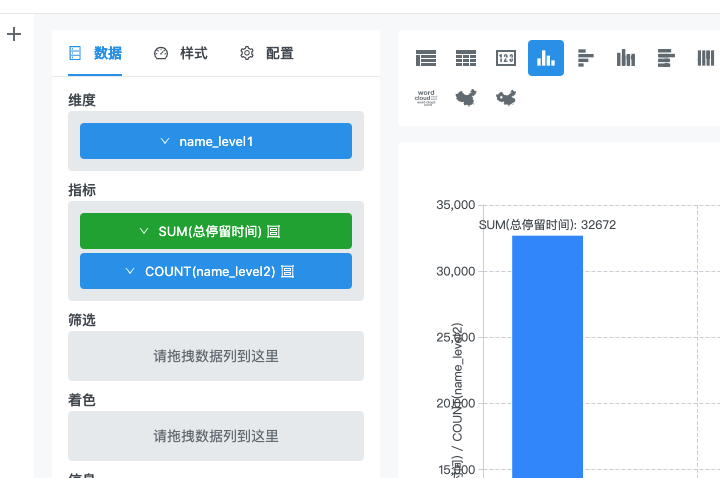 数据
样式
配置
维度
name_level1
指标
SUM(总停留时间)
COUNT(name_level2)
筛选
请拖拽数据列到这里
着色
请拖拽数据列到这里
信息
123
word
cloud
35,000
SUM(总停留时间): 32672
30,000
25,000
20,000
15,000
时间) / COUNT(name_level2)